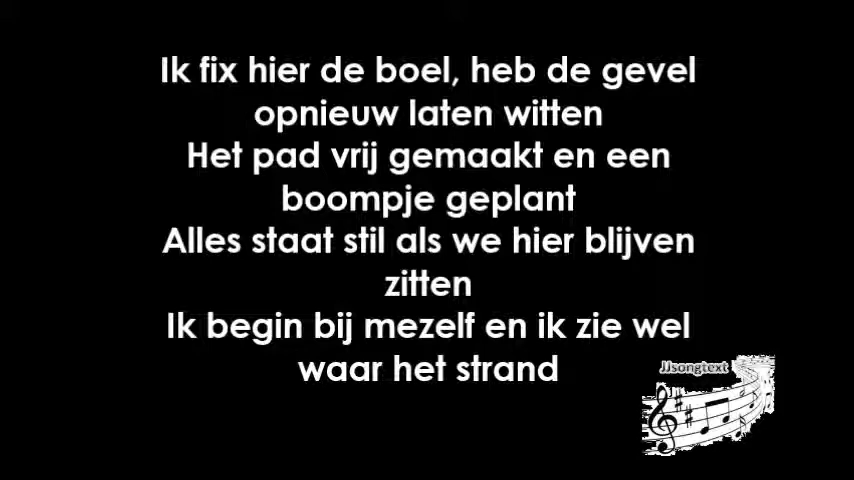 Ik fix hier de boel, heb de gevel
opnieuw laten witten
Het pad vrij gemaakt en een
boompje geplant
Alles staat stil als we hier blijven
zitten
Ik begin bij mezelf en ik zie wel
waar het strand
JJsongtext